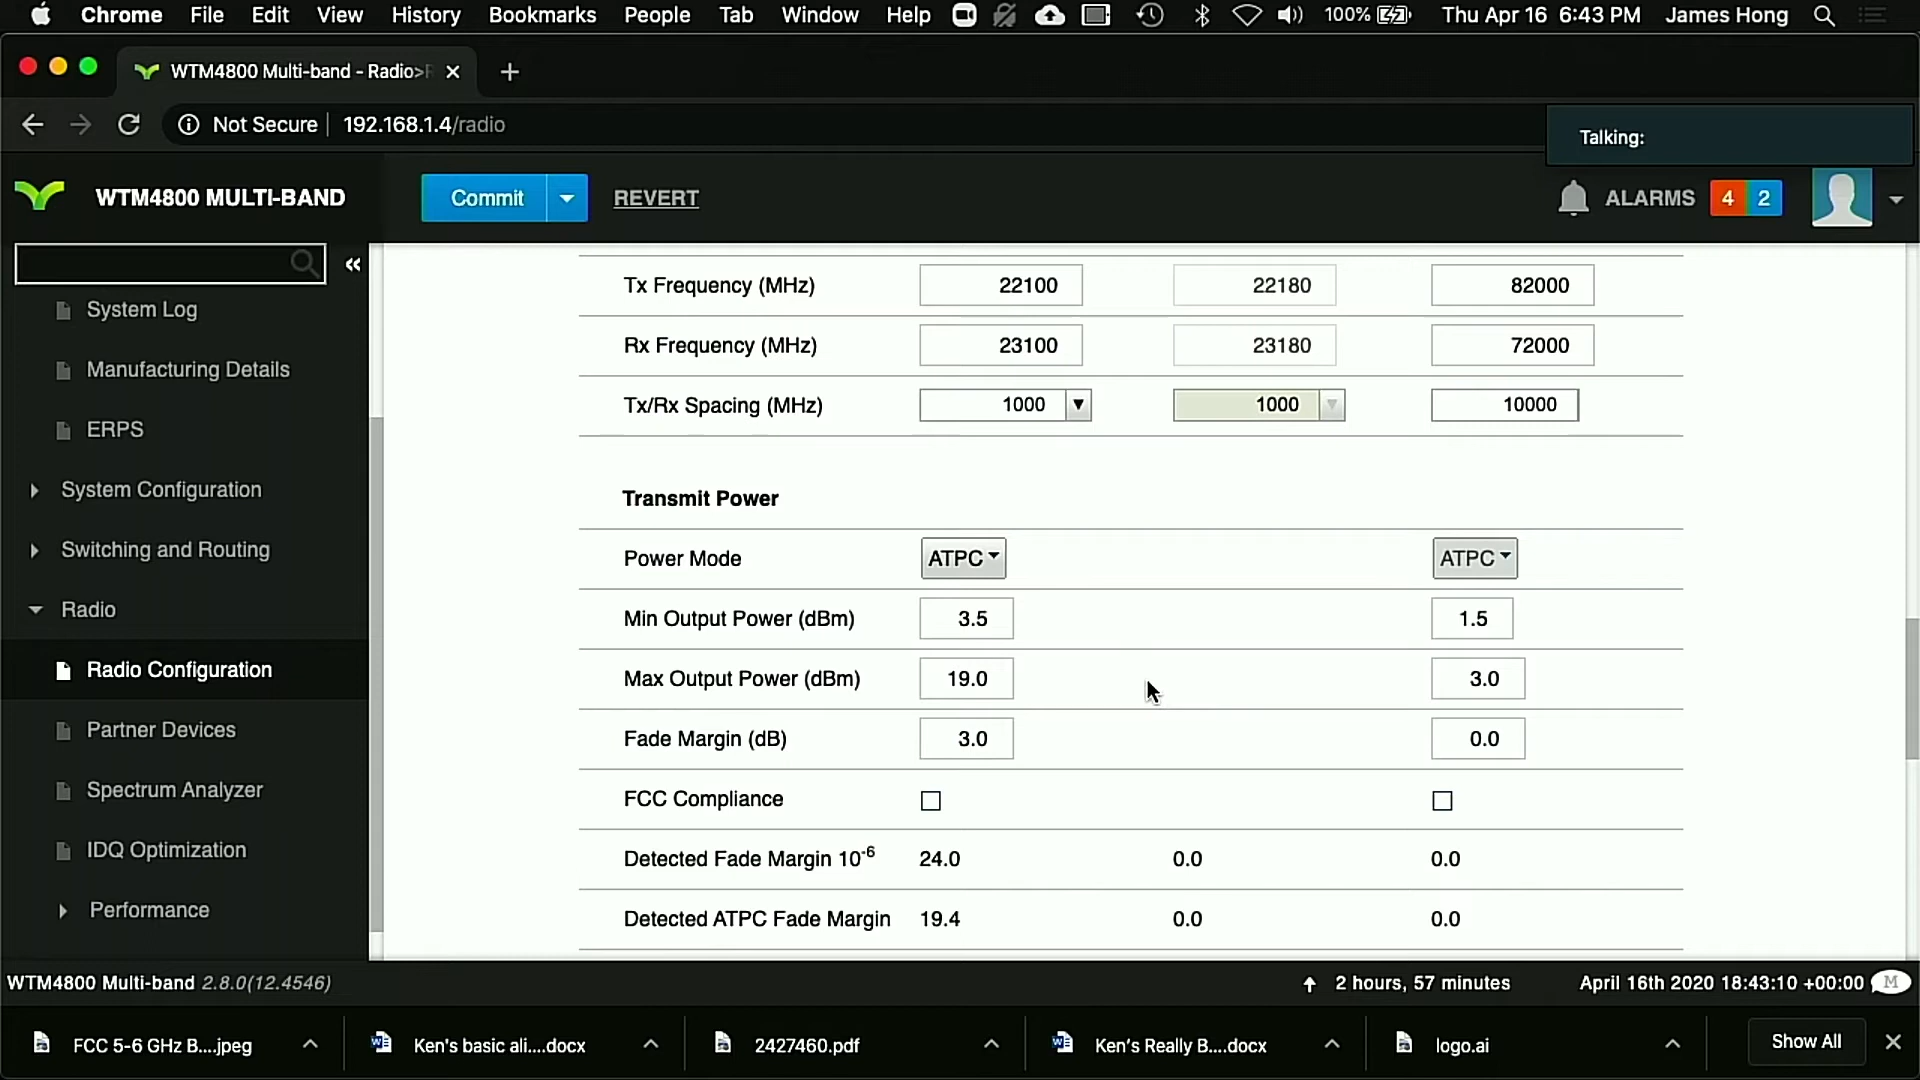 Chrome File Edit View History Bookmarks People Tab Window Help 100% Thu Apr 16 6:43 PM James Hong
WTM4800 Multi-band - Radio>
Not Secure 192.168.1.4/radio
Talking:
WTM4800 MULTI-BAND Commit REVERT ALARMS 4 2
«
System Log
Manufacturing Details
ERPS
System Configuration
Switching and Routing
Radio
Radio Configuration
Partner Devices
Spectrum Analyzer
IDQ Optimization
Performance
Tx Frequency (MHz) 22100 22180 82000
Rx Frequency (MHz) 23100 23180 72000
Tx/Rx Spacing (MHz) 1000 1000 10000
Transmit Power
Power Mode ATPC ATPC
Min Output Power (dBm) 3.5 1.5
Max Output Power (dBm) 19.0 3.0
Fade Margin (dB) 3.0 0.0
FCC Compliance
Detected Fade Margin 10⁻⁶ 24.0 0.0 0.0
Detected ATPC Fade Margin 19.4 0.0 0.0
WTM4800 Multi-band 2.8.0(12.4546) 2 hours, 57 minutes April 16th 2020 18:43:10 +00:00 M
FCC 5-6 GHz B....jpeg Ken's basic ali....docx 2427460.pdf Ken's Really B....docx logo.ai Show All